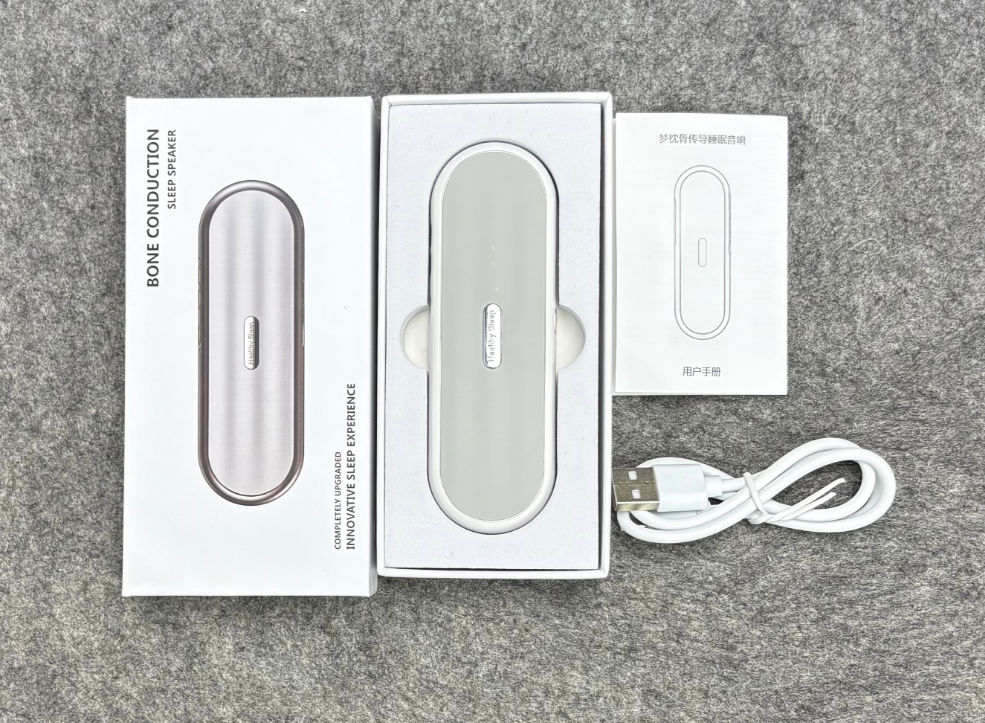 BONE CONDUCTION
SLEEP SPEAKER
Healthy Sleep
COMPLETELY UPGRADED
INNOVATIVE SLEEP EXPERIENCE
Healthy Sleep
梦枕骨传导睡眠音响
用户手册